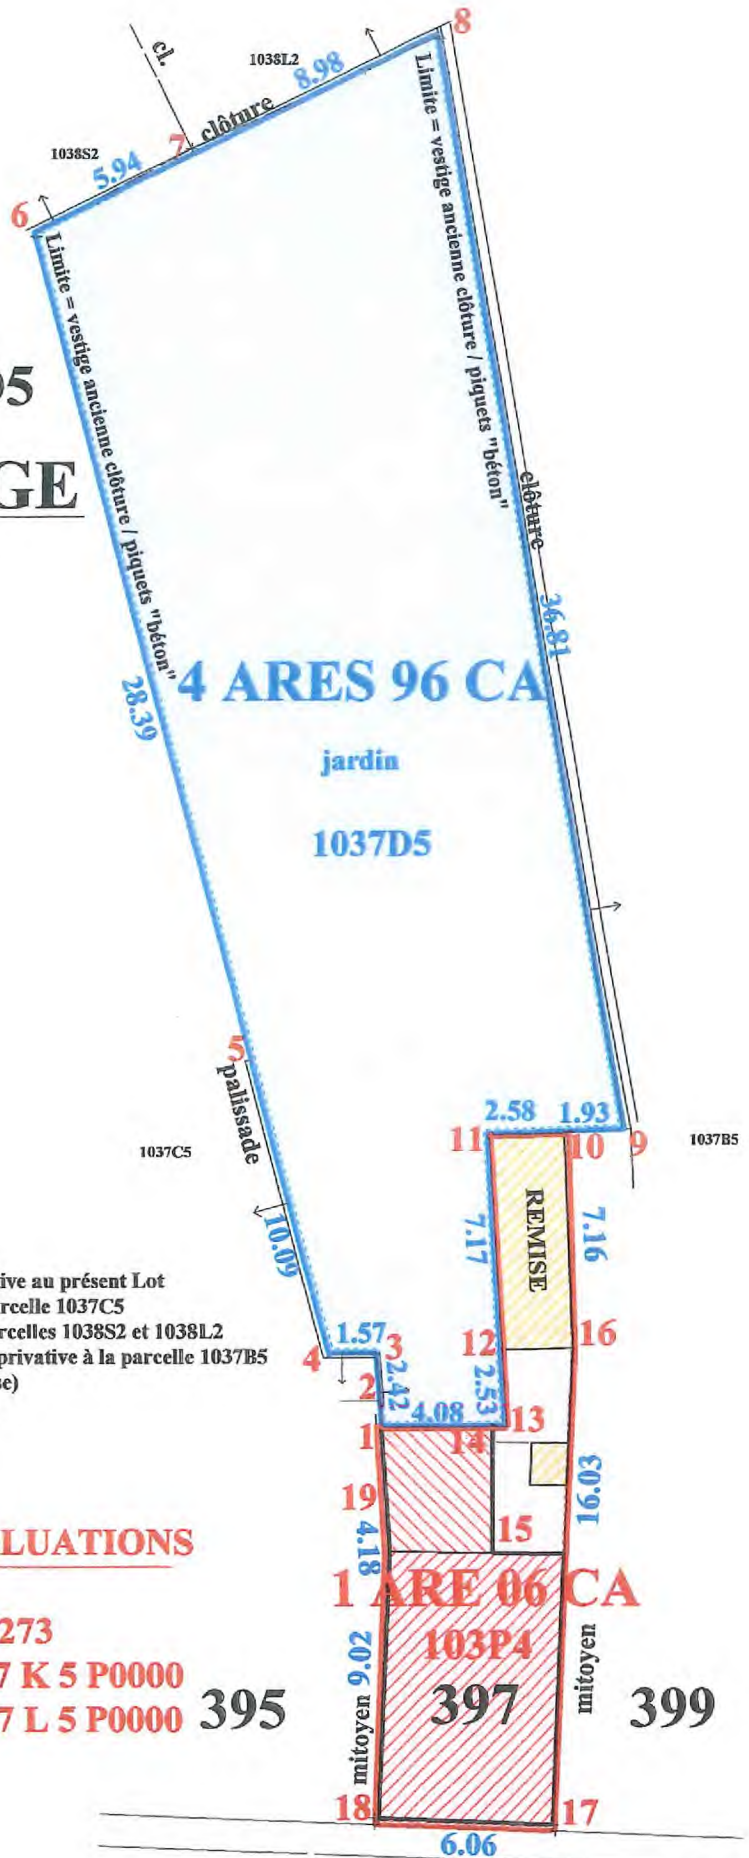 8
cl.
1038L2
8.98
clôture
7
1038S2
5.94
6
Limite = vestige ancienne clôture / piquets "béton"
Limite = vestige ancienne clôture / piquets "béton"
GE
clôture
36.81
28.39
4 ARES 96 CA
jardin
1037D5
5
palissade
1037C5
10.09
2.58
1.93
11
10
9
1037B5
REMISE
7.17
7.16
ive au présent Lot
rcelle 1037C5
rcelles 1038S2 et 1038L2
privative à la parcelle 1037B5
se)
1.57
4
3
12
16
2
2.42
2.53
4.08
1
14
13
19
4.18
15
16.03
LUATIONS
1 ARE 06 CA
103P4
273
7 K 5 P0000
7 L 5 P0000
395
mitoyen
9.02
397
mitoyen
399
18
17
6.06